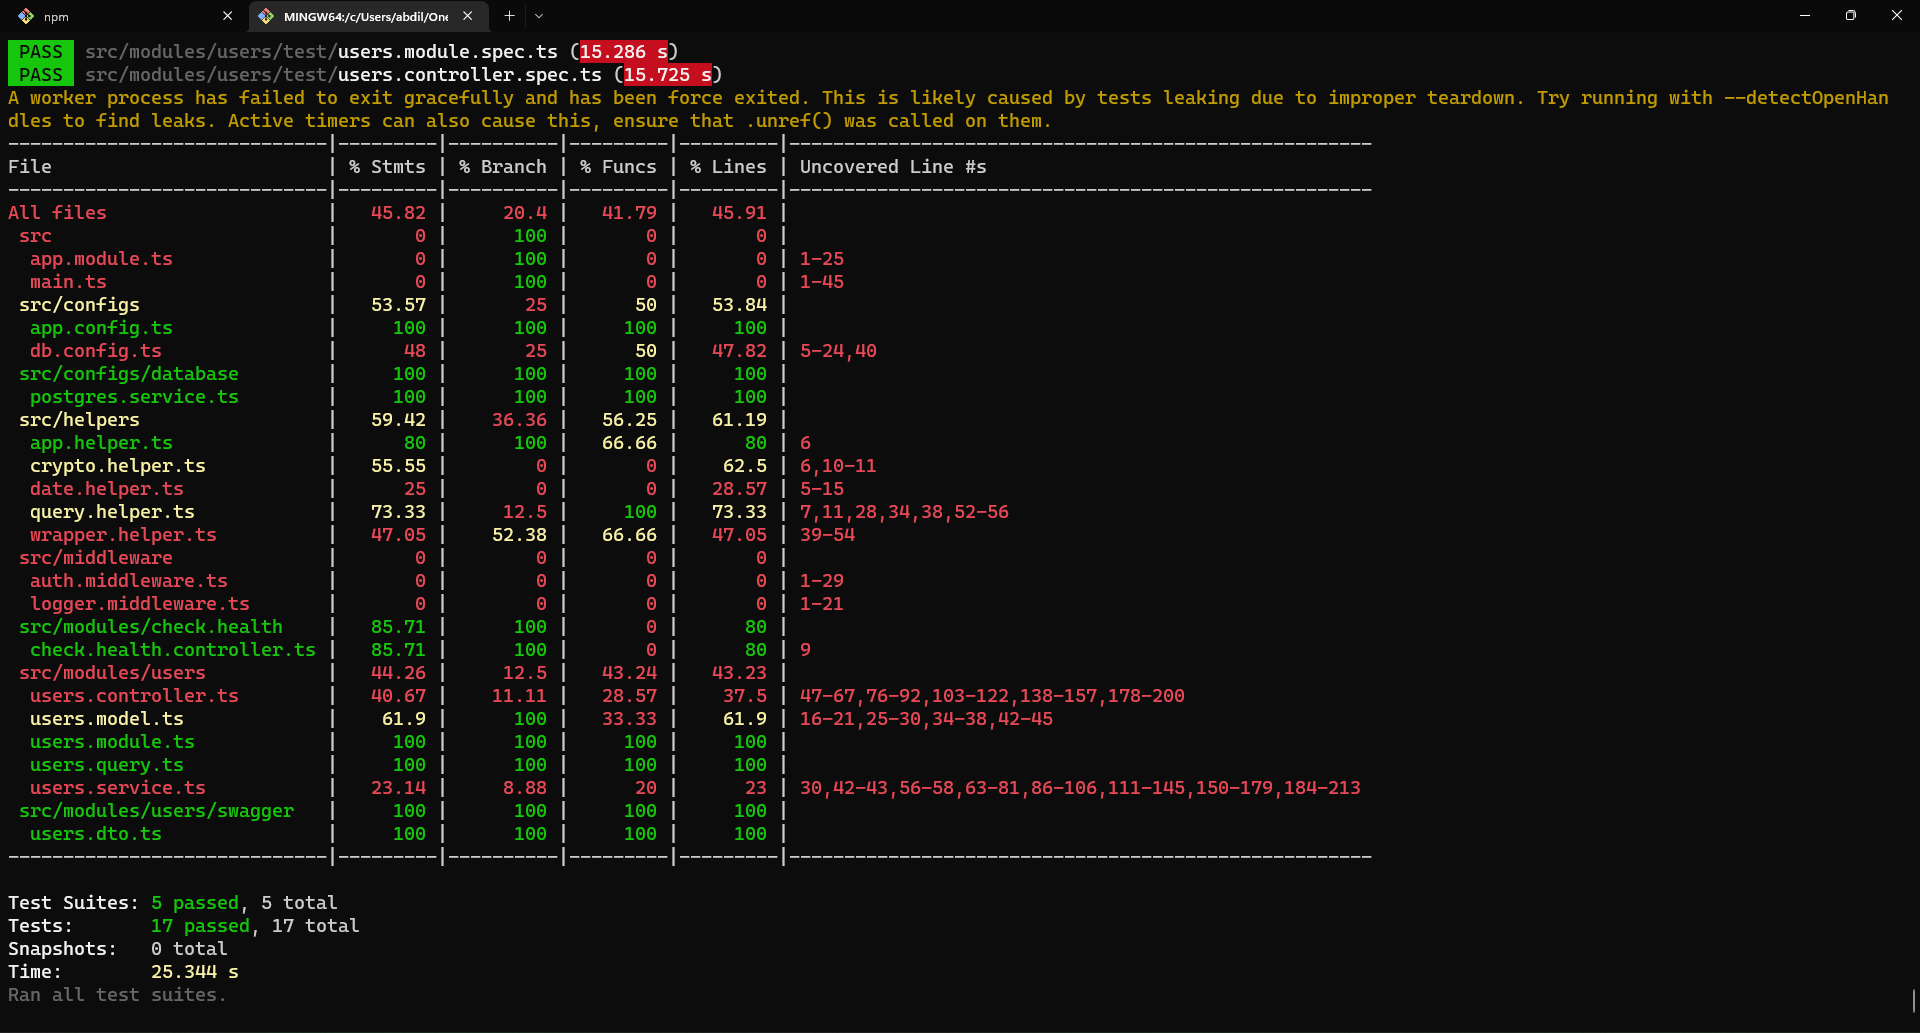 npm
MINGW64:/c/Users/abdil/One
PASS src/modules/users/test/users.module.spec.ts (15.286 s)
PASS src/modules/users/test/users.controller.spec.ts (15.725 s)
A worker process has failed to exit gracefully and has been force exited. This is likely caused by tests leaking due to improper teardown. Try running with --detectOpenHan
dles to find leaks. Active timers can also cause this, ensure that .unref() was called on them.
-----------------------------|---------|----------|---------|---------|-----------------------------------------------------
File | % Stmts | % Branch | % Funcs | % Lines | Uncovered Line #s
-----------------------------|---------|----------|---------|---------|-----------------------------------------------------
All files | 45.82 | 20.4 | 41.79 | 45.91 |
src | 0 | 100 | 0 | 0 |
app.module.ts | 0 | 100 | 0 | 0 | 1-25
main.ts | 0 | 100 | 0 | 0 | 1-45
src/configs | 53.57 | 25 | 50 | 53.84 |
app.config.ts | 100 | 100 | 100 | 100 |
db.config.ts | 48 | 25 | 50 | 47.82 | 5-24,40
src/configs/database | 100 | 100 | 100 | 100 |
postgres.service.ts | 100 | 100 | 100 | 100 |
src/helpers | 59.42 | 36.36 | 56.25 | 61.19 |
app.helper.ts | 80 | 100 | 66.66 | 80 | 6
crypto.helper.ts | 55.55 | 0 | 0 | 62.5 | 6,10-11
date.helper.ts | 25 | 0 | 0 | 28.57 | 5-15
query.helper.ts | 73.33 | 12.5 | 100 | 73.33 | 7,11,28,34,38,52-56
wrapper.helper.ts | 47.05 | 52.38 | 66.66 | 47.05 | 39-54
src/middleware | 0 | 0 | 0 | 0 |
auth.middleware.ts | 0 | 0 | 0 | 0 | 1-29
logger.middleware.ts | 0 | 0 | 0 | 0 | 1-21
src/modules/check.health | 85.71 | 100 | 0 | 80 |
check.health.controller.ts | 85.71 | 100 | 0 | 80 | 9
src/modules/users | 44.26 | 12.5 | 43.24 | 43.23 |
users.controller.ts | 40.67 | 11.11 | 28.57 | 37.5 | 47-67,76-92,103-122,138-157,178-200
users.model.ts | 61.9 | 100 | 33.33 | 61.9 | 16-21,25-30,34-38,42-45
users.module.ts | 100 | 100 | 100 | 100 |
users.query.ts | 100 | 100 | 100 | 100 |
users.service.ts | 23.14 | 8.88 | 20 | 23 | 30,42-43,56-58,63-81,86-106,111-145,150-179,184-213
src/modules/users/swagger | 100 | 100 | 100 | 100 |
users.dto.ts | 100 | 100 | 100 | 100 |
-----------------------------|---------|----------|---------|---------|-----------------------------------------------------
Test Suites: 5 passed, 5 total
Tests: 17 passed, 17 total
Snapshots: 0 total
Time: 25.344 s
Ran all test suites.